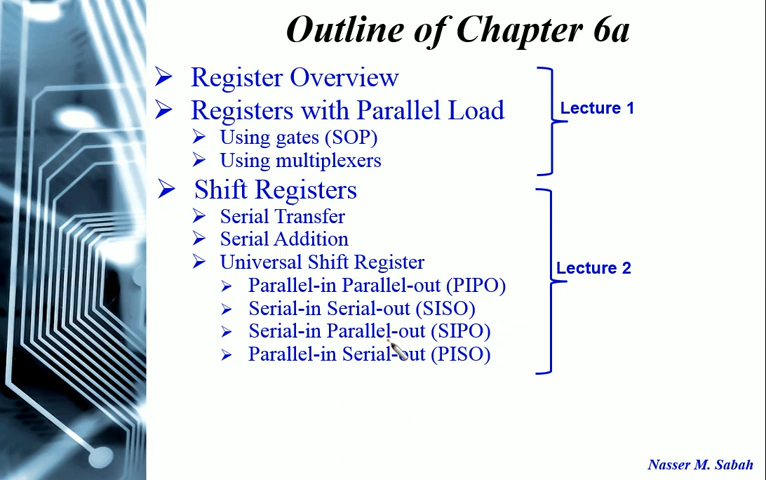 Outline of Chapter 6a
Register Overview
Registers with Parallel Load
Using gates (SOP)
Using multiplexers
Lecture 1
Shift Registers
Serial Transfer
Serial Addition
Universal Shift Register
Parallel-in Parallel-out (PIPO)
Serial-in Serial-out (SISO)
Serial-in Parallel-out (SIPO)
Parallel-in Serial-out (PISO)
Lecture 2
Nasser M. Sabah